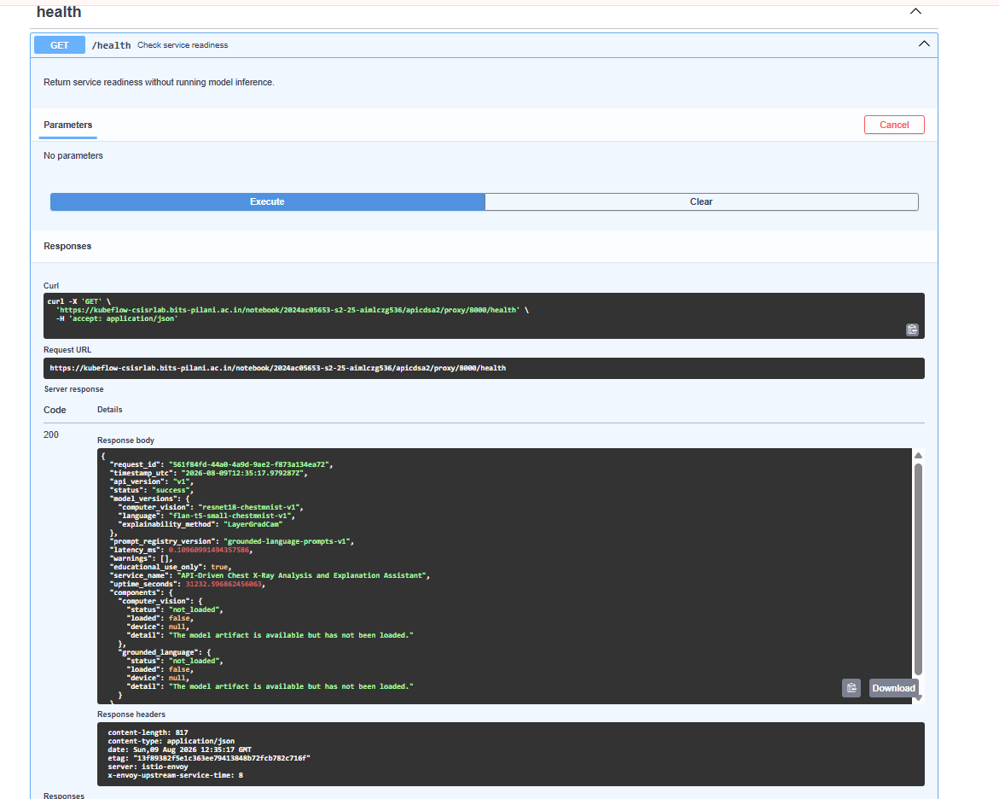 health
GET /health Check service readiness
Return service readiness without running model inference.
Parameters
Cancel
No parameters
Execute
Clear
Responses
Curl
curl -X 'GET' \
  'https://kubeflow-csisrlab.bits-pilani.ac.in/notebook/2024ac05653-s2-25-aimlczg536/apicdsa2/proxy/8000/health' \
  -H 'accept: application/json'
Request URL
https://kubeflow-csisrlab.bits-pilani.ac.in/notebook/2024ac05653-s2-25-aimlczg536/apicdsa2/proxy/8000/health
Server response
Code Details
200
Response body
{
  "request_id": "561f84fd-44a0-4a9d-9ae2-f873a134ea72",
  "timestamp_utc": "2026-08-09T12:35:17.979287Z",
  "api_version": "v1",
  "status": "success",
  "model_versions": {
    "computer_vision": "resnet18-chestmnist-v1",
    "language": "flan-t5-small-chestmnist-v1",
    "explainability_method": "LayerGradCam"
  },
  "prompt_registry_version": "grounded-language-prompts-v1",
  "latency_ms": 0.10960991494357586,
  "warnings": [],
  "educational_use_only": true,
  "service_name": "API-Driven Chest X-Ray Analysis and Explanation Assistant",
  "uptime_seconds": 31232.596862456063,
  "components": {
    "computer_vision": {
      "status": "not_loaded",
      "loaded": false,
      "device": null,
      "detail": "The model artifact is available but has not been loaded."
    },
    "grounded_language": {
      "status": "not_loaded",
      "loaded": false,
      "device": null,
      "detail": "The model artifact is available but has not been loaded."
    }
  }
Download
Response headers
content-length: 817
content-type: application/json
date: Sun,09 Aug 2026 12:35:17 GMT
etag: "13f89382f5e1c363ee79413848b72fcb782c716f"
server: istio-envoy
x-envoy-upstream-service-time: 8
Responses